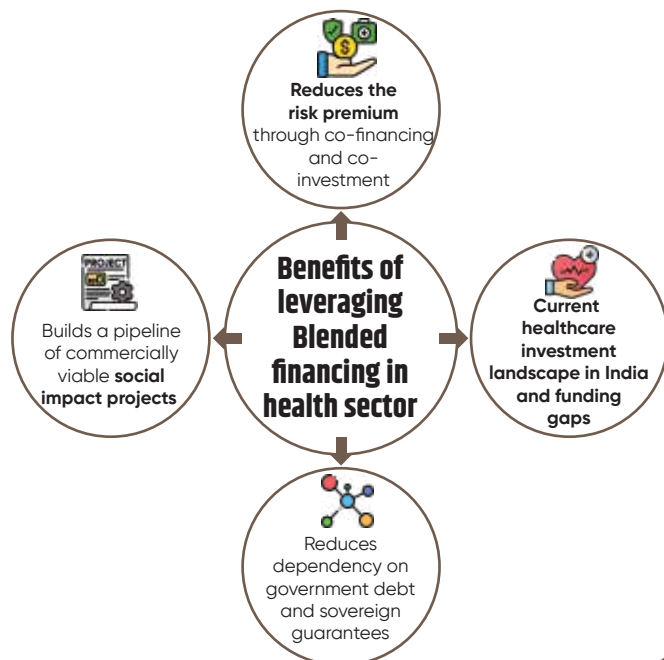 Reduces the
risk premium
through co-financing
and co-
investment
PROJECT
Builds a pipeline
of commercially
viable social
impact projects
Benefits of
leveraging
Blended
financing in
health sector
Current
healthcare
investment
landscape in India
and funding
gaps
Reduces
dependency on
government debt
and sovereign
guarantees